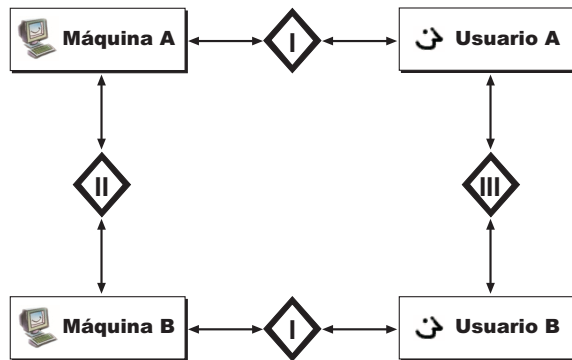 Máquina A
I
Usuario A
II
III
Máquina B
I
Usuario B